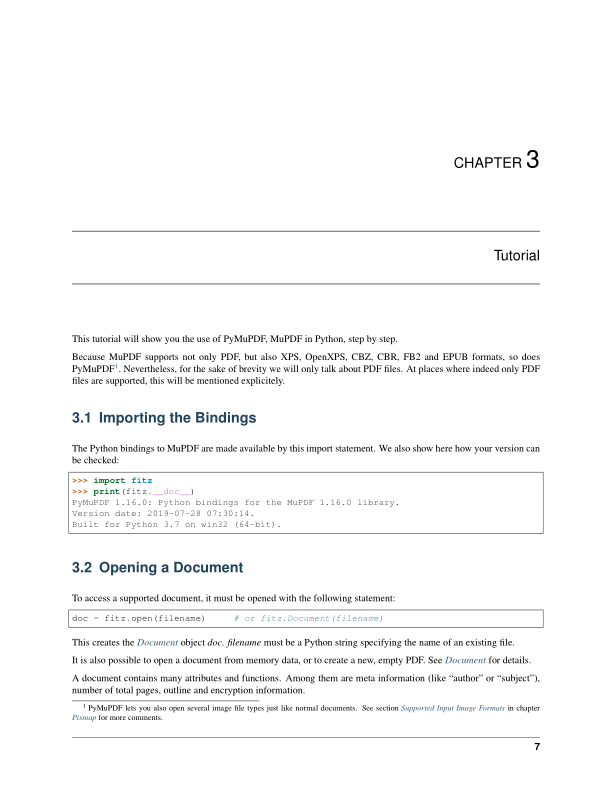 CHAPTER 3
Tutorial
This tutorial will show you the use of PyMuPDF, MuPDF in Python, step by step.
Because MuPDF supports not only PDF, but also XPS, OpenXPS, CBZ, CBR, FB2 and EPUB formats, so does
PyMuPDF1. Nevertheless, for the sake of brevity we will only talk about PDF files. At places where indeed only PDF
files are supported, this will be mentioned explicitly.
3.1 Importing the Bindings
The Python bindings to MuPDF are made available by this import statement. We also show here how your version can
be checked:
>>> import fitz
>>> print(fitz.__doc__)
PyMuPDF 1.16.0: Python bindings for the MuPDF 1.16.0 library.
Version date: 2019-07-28 07:30:14.
Built for Python 3.7 on win32 (64-bit).
3.2 Opening a Document
To access a supported document, it must be opened with the following statement:
doc = fitz.open(filename)     # or fitz.Document(filename)
This creates the Document object doc. filename must be a Python string specifying the name of an existing file.
It is also possible to open a document from memory data, or to create a new, empty PDF. See Document for details.
A document contains many attributes and functions. Among them are meta information (like “author” or “subject”),
number of total pages, outline and encryption information.
1 PyMuPDF lets you also open several image file types just like normal documents. See section Supported Input Image Formats in chapter
Pixmap for more comments.
7